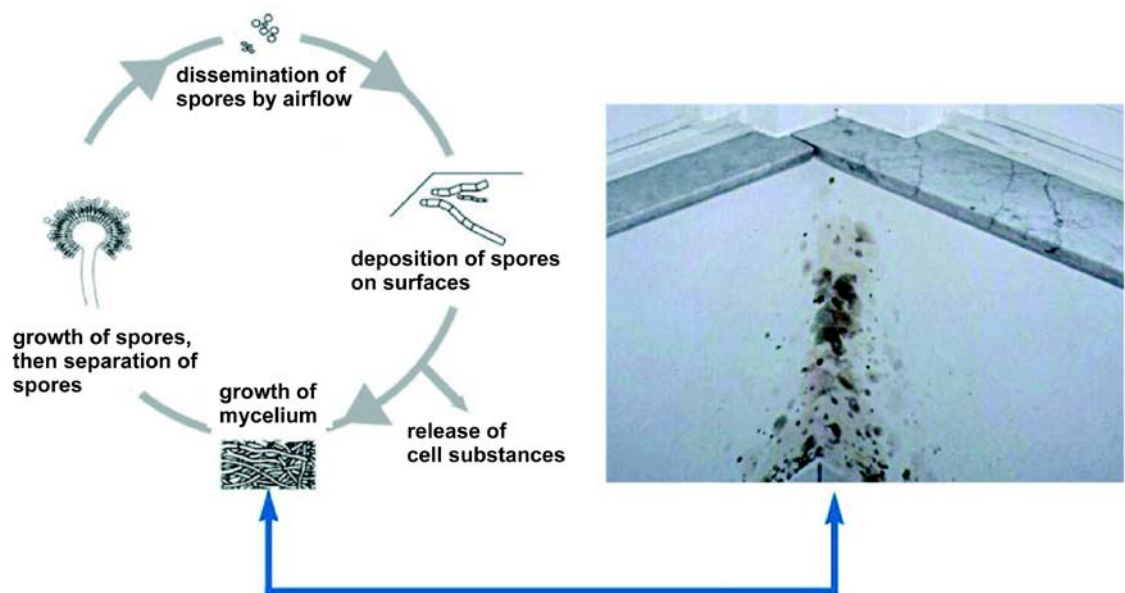 dissemination of
spores by airflow
deposition of spores
on surfaces
growth of spores,
then separation of
spores
growth of
mycelium
release of
cell substances